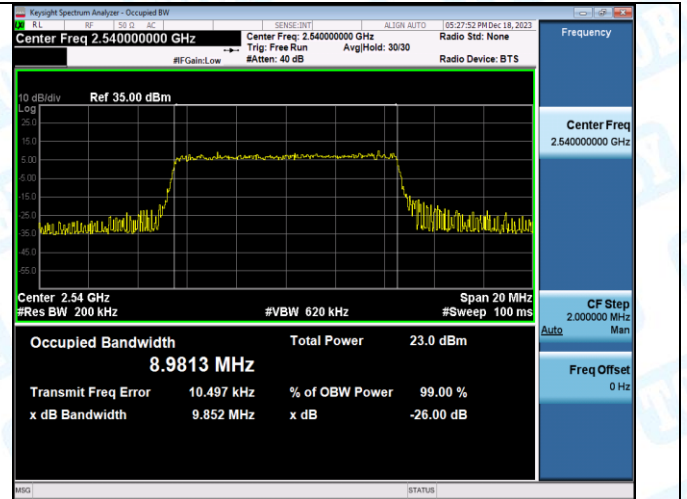 Keysight Spectrum Analyzer - Occupied BW
RL RF 50 Ω AC SENSE:INT ALIGN AUTO 05:27:52 PM Dec 18, 2023
Center Freq 2.540000000 GHz
Center Freq: 2.540000000 GHz
Radio Std: None
Trig: Free Run Avg|Hold: 30/30
#IFGain:Low
#Atten: 40 dB
Radio Device: BTS
10 dB/div Ref 35.00 dBm
Log
25.0
15.0
5.00
-5.00
-15.0
-25.0
-35.0
-45.0
-55.0
Center 2.54 GHz
Span 20 MHz
#Res BW 200 kHz
#VBW 620 kHz
#Sweep 100 ms
Occupied Bandwidth
Total Power 23.0 dBm
8.9813 MHz
Transmit Freq Error 10.497 kHz
% of OBW Power 99.00 %
x dB Bandwidth 9.852 MHz
x dB -26.00 dB
MSG
STATUS
Frequency
Center Freq
2.540000000 GHz
CF Step
2.000000 MHz
Auto Man
Freq Offset
0 Hz